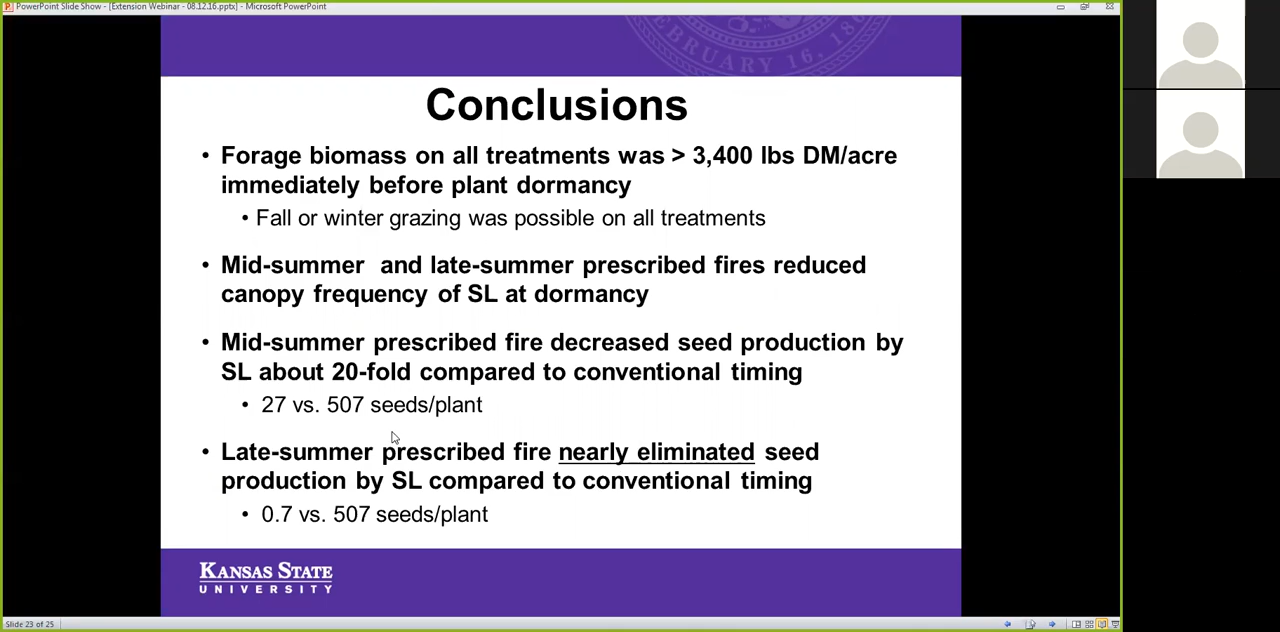 PowerPoint Slide Show - [Extension Webinar - 08.12.16.pptx] - Microsoft PowerPoint
FEBRUARY 16, 186
Conclusions
• Forage biomass on all treatments was > 3,400 lbs DM/acre
immediately before plant dormancy
• Fall or winter grazing was possible on all treatments
• Mid-summer and late-summer prescribed fires reduced
canopy frequency of SL at dormancy
• Mid-summer prescribed fire decreased seed production by
SL about 20-fold compared to conventional timing
• 27 vs. 507 seeds/plant
• Late-summer prescribed fire nearly eliminated seed
production by SL compared to conventional timing
• 0.7 vs. 507 seeds/plant
KANSAS STATE
UNIVERSITY
Slide 23 of 25